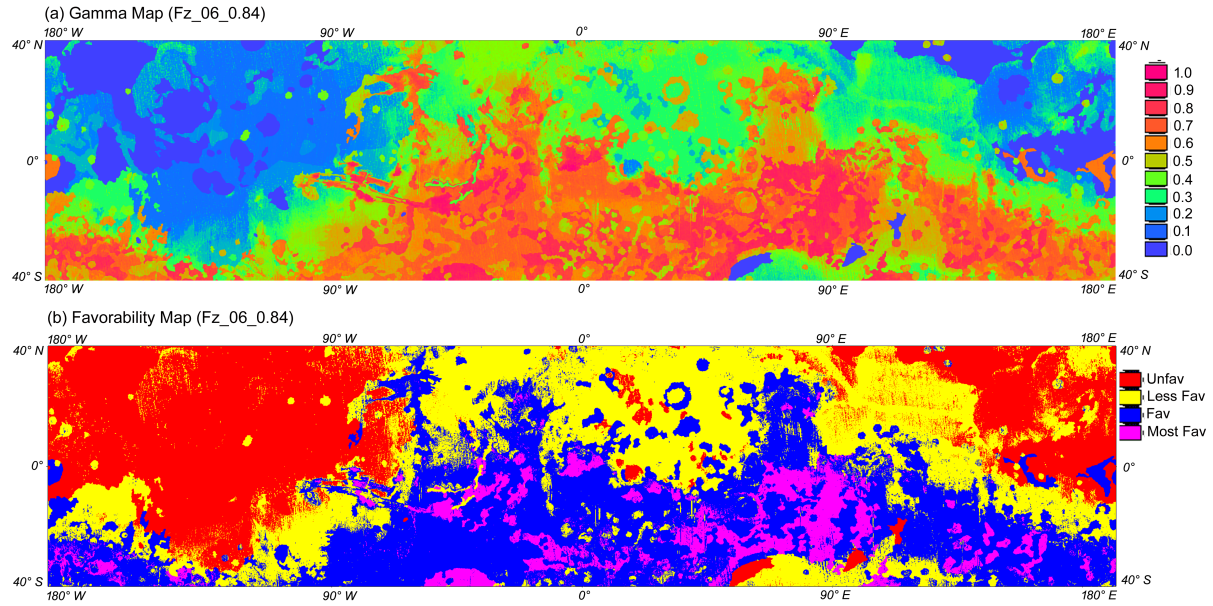 (a) Gamma Map (Fz_06_0.84)
180° W 90° W 0° 90° E 180° E
40° N 40° N
1.0
0.9
0.8
0.7
0.6
0° 0.5 0°
0.4
0.3
0.2
0.1
0.0
40° S 40° S
180° W 90° W 0° 90° E 180° E
(b) Favorability Map (Fz_06_0.84)
180° W 90° W 0° 90° E 180° E
40° N 40° N
Unfav
Less Fav
Fav
Most Fav
0° 0°
40° S 40° S
180° W 90° W 0° 90° E 180° E